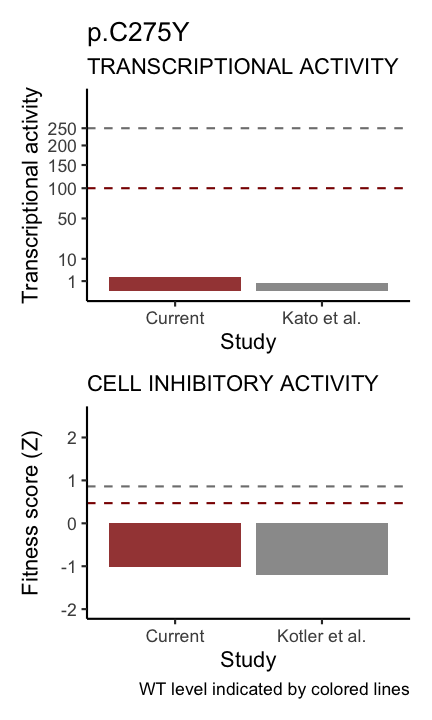 p.C275Y
TRANSCRIPTIONAL ACTIVITY
Transcriptional activity
250
200
150
100
50
10
1
Current
Kato et al.
Study
CELL INHIBITORY ACTIVITY
Fitness score (Z)
2
1
0
-1
-2
Current
Kotler et al.
Study
WT level indicated by colored lines